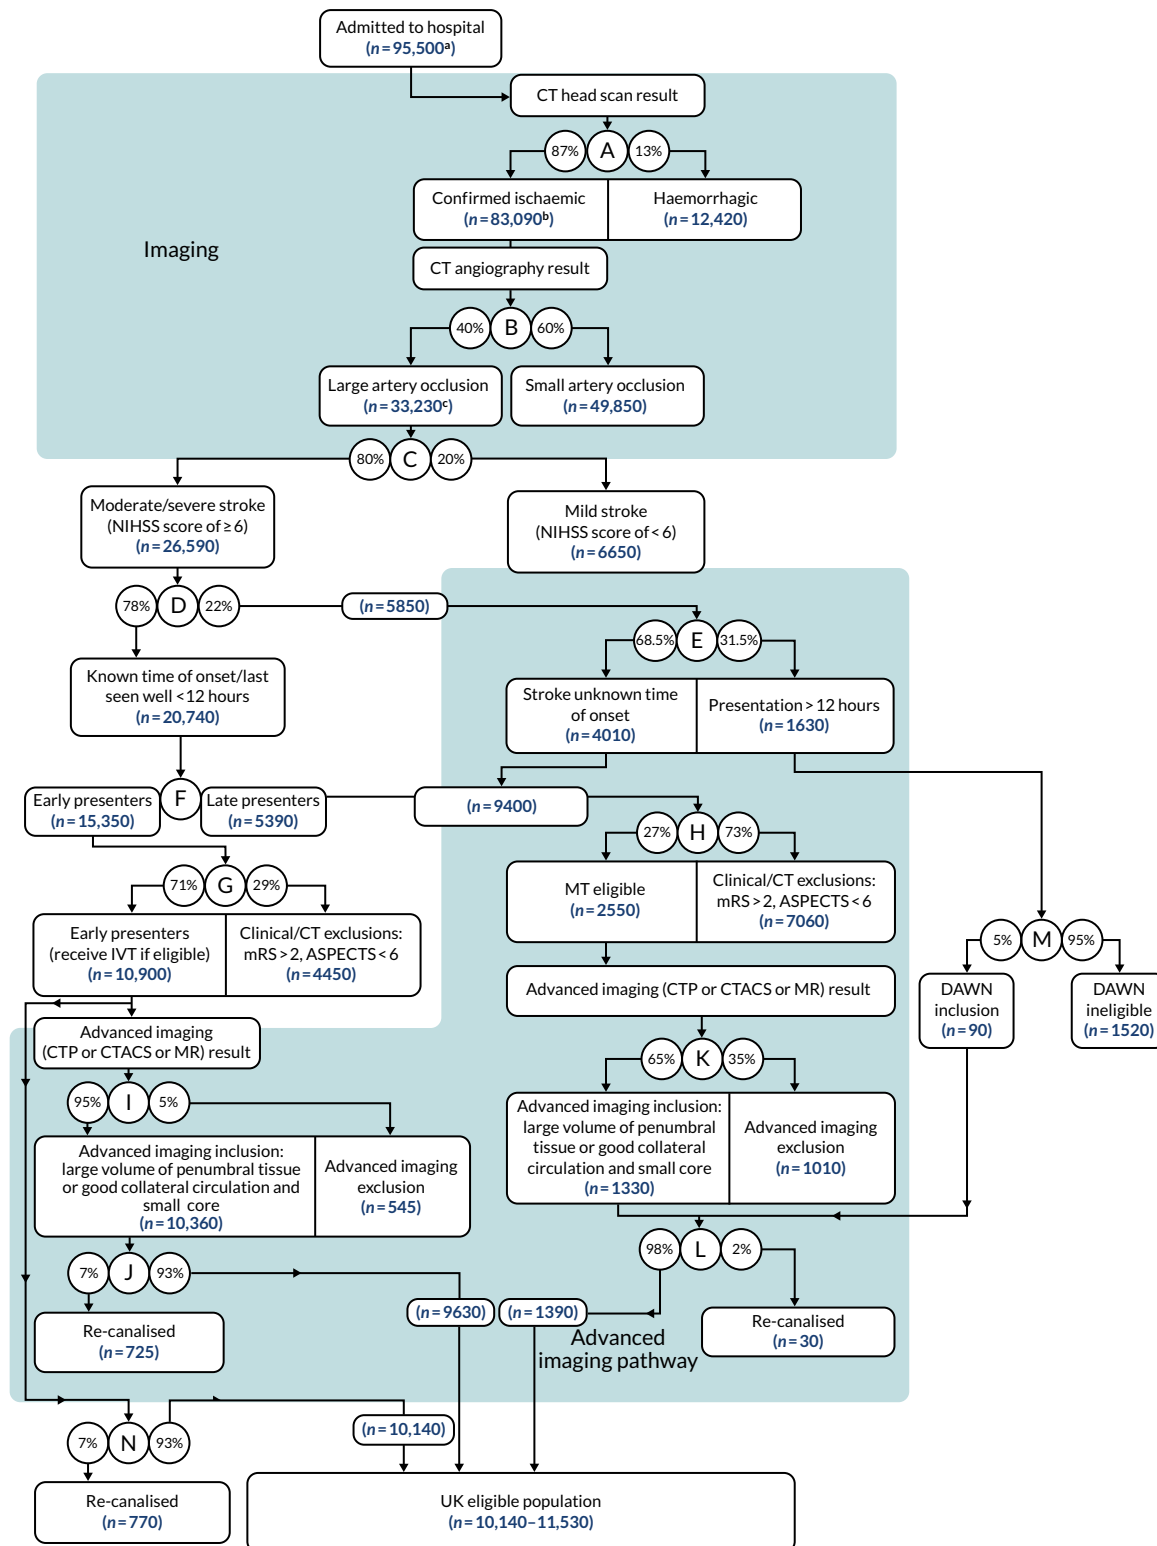 Admitted to hospital
(n = 95,500ᵃ)
CT head scan result
87%
A
13%
Confirmed ischaemic
(n = 83,090ᵇ)
Haemorrhagic
(n = 12,420)
Imaging
CT angiography result
40%
B
60%
Large artery occlusion
(n = 33,230ᶜ)
Small artery occlusion
(n = 49,850)
80%
C
20%
Moderate/severe stroke
(NIHSS score of ≥ 6)
(n = 26,590)
Mild stroke
(NIHSS score of < 6)
(n = 6650)
78%
D
22%
(n = 5850)
68.5%
E
31.5%
Known time of onset/last
seen well <12 hours
(n = 20,740)
Stroke unknown time
of onset
(n = 4010)
Presentation > 12 hours
(n = 1630)
F
Early presenters
(n = 15,350)
Late presenters
(n = 5390)
(n = 9400)
27%
H
73%
71%
G
29%
MT eligible
(n = 2550)
Clinical/CT exclusions:
mRS > 2, ASPECTS < 6
(n = 7060)
Early presenters
(receive IVT if eligible)
(n = 10,900)
Clinical/CT exclusions:
mRS > 2, ASPECTS < 6
(n = 4450)
5%
M
95%
Advanced imaging (CTP or CTACS or MR) result
DAWN
inclusion
(n = 90)
DAWN
ineligible
(n = 1520)
Advanced imaging
(CTP or CTACS or MR) result
65%
K
35%
95%
I
5%
Advanced imaging inclusion:
large volume of penumbral
tissue or good collateral
circulation and small core
(n = 1330)
Advanced imaging
exclusion
(n = 1010)
Advanced imaging inclusion:
large volume of penumbral tissue
or good collateral circulation and
small core
(n = 10,360)
Advanced imaging
exclusion
(n = 545)
98%
L
2%
7%
J
93%
(n = 9630)
(n = 1390)
Re-canalised
(n = 30)
Re-canalised
(n = 725)
Advanced
imaging pathway
7%
N
93%
(n = 10,140)
Re-canalised
(n = 770)
UK eligible population
(n = 10,140–11,530)